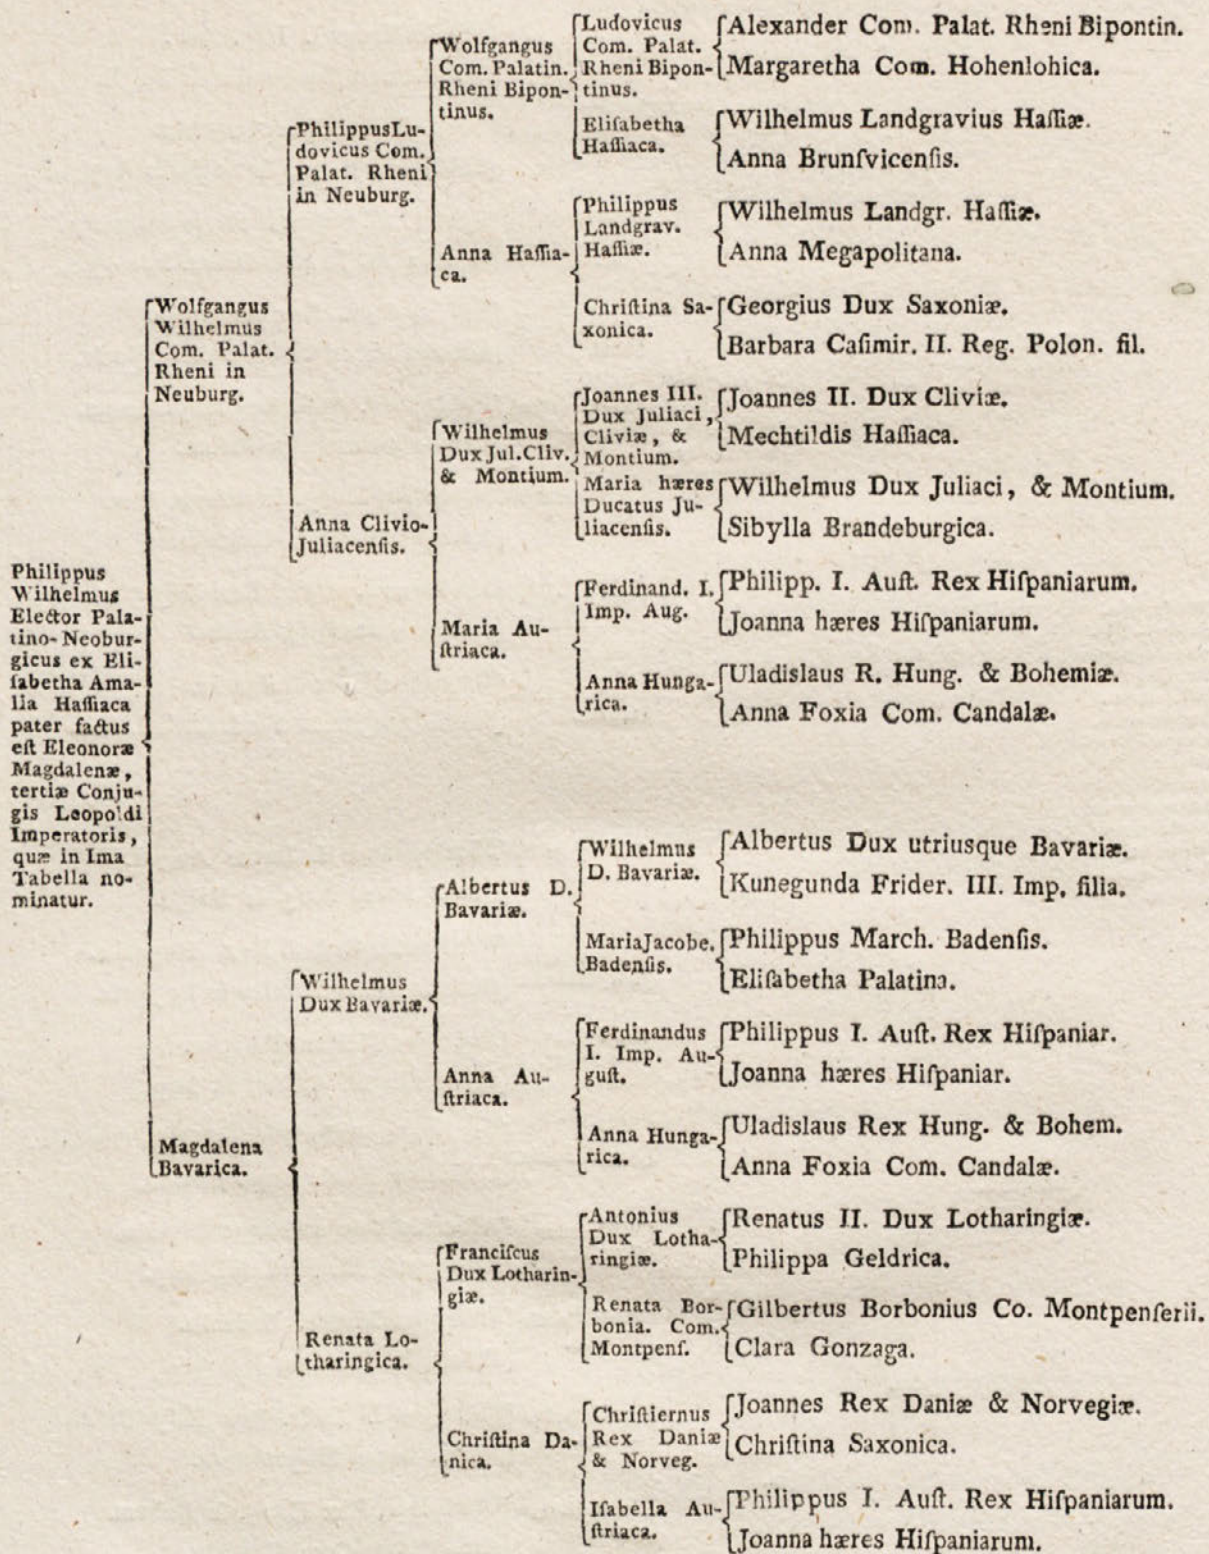 Philippus
Wilhelmus
Elector Pala-
tino-Neobur-
gicus ex Eli-
ſabetha Ama-
lia Haſſiaca
pater factus
eſt Eleonoræ
Magdalenæ,
tertiæ Conju-
gis Leopoldi
Imperatoris,
quæ in Ima
Tabella no-
minatur.
Wolfgangus
Wilhelmus
Com. Palat.
Rheni in
Neuburg.
Magdalena
Bavarica.
PhilippusLu-
dovicus Com.
Palat. Rheni
in Neuburg.
Anna Clivio-
Juliacenſis.
Wilhelmus
Dux Bavariæ.
Renata Lo-
tharingica.
Wolfgangus
Com. Palatin.
Rheni Bipon-
tinus.
Anna Haſſia-
ca.
Wilhelmus
Dux Jul. Cliv.
& Montium.
Maria Au-
ſtriaca.
Albertus D.
Bavariæ.
Anna Au-
ſtriaca.
Franciſcus
Dux Lotharin-
giæ.
Chriſtina Da-
nica.
Ludovicus
Com. Palat.
Rheni Bipon-
tinus.
Eliſabetha
Haſſiaca.
Philippus
Landgrav.
Haſſiæ.
Chriſtina Sa-
xonica.
Joannes III.
Dux Juliaci,
Cliviæ, &
Montium.
Maria hæres
Ducatus Ju-
liacenſis.
Ferdinand. I.
Imp. Aug.
Anna Hunga-
rica.
Wilhelmus
D. Bavariæ.
MariaJacobe.
Badenſis.
Ferdinandus
I. Imp. Au-
guſt.
Anna Hunga-
rica.
Antonius
Dux Lotha-
ringiæ.
Renata Bor-
bonia. Com.
Montpenſ.
Chriſtiernus
Rex Daniæ
& Norveg.
Iſabella Au-
ſtriaca.
Alexander Com. Palat. Rheni Bipontin.
Margaretha Com. Hohenlohica.
Wilhelmus Landgravius Haſſiæ.
Anna Brunſvicenſis.
Wilhelmus Landgr. Haſſiæ.
Anna Megapolitana.
Georgius Dux Saxoniæ.
Barbara Caſimir. II. Reg. Polon. fil.
Joannes II. Dux Cliviæ.
Mechtildis Haſſiaca.
Wilhelmus Dux Juliaci, & Montium.
Sibylla Brandeburgica.
Philipp. I. Auſt. Rex Hiſpaniarum.
Joanna hæres Hiſpaniarum.
Uladislaus R. Hung. & Bohemiæ.
Anna Foxia Com. Candalæ.
Albertus Dux utriusque Bavariæ.
Kunegunda Frider. III. Imp. filia.
Philippus March. Badenſis.
Eliſabetha Palatina.
Philippus I. Auſt. Rex Hiſpaniar.
Joanna hæres Hiſpaniar.
Uladislaus Rex Hung. & Bohem.
Anna Foxia Com. Candalæ.
Renatus II. Dux Lotharingiæ.
Philippa Geldrica.
Gilbertus Borbonius Co. Montpenſerii.
Clara Gonzaga.
Joannes Rex Daniæ & Norvegiæ.
Chriſtina Saxonica.
Philippus I. Auſt. Rex Hiſpaniarum.
Joanna hæres Hiſpaniarum.